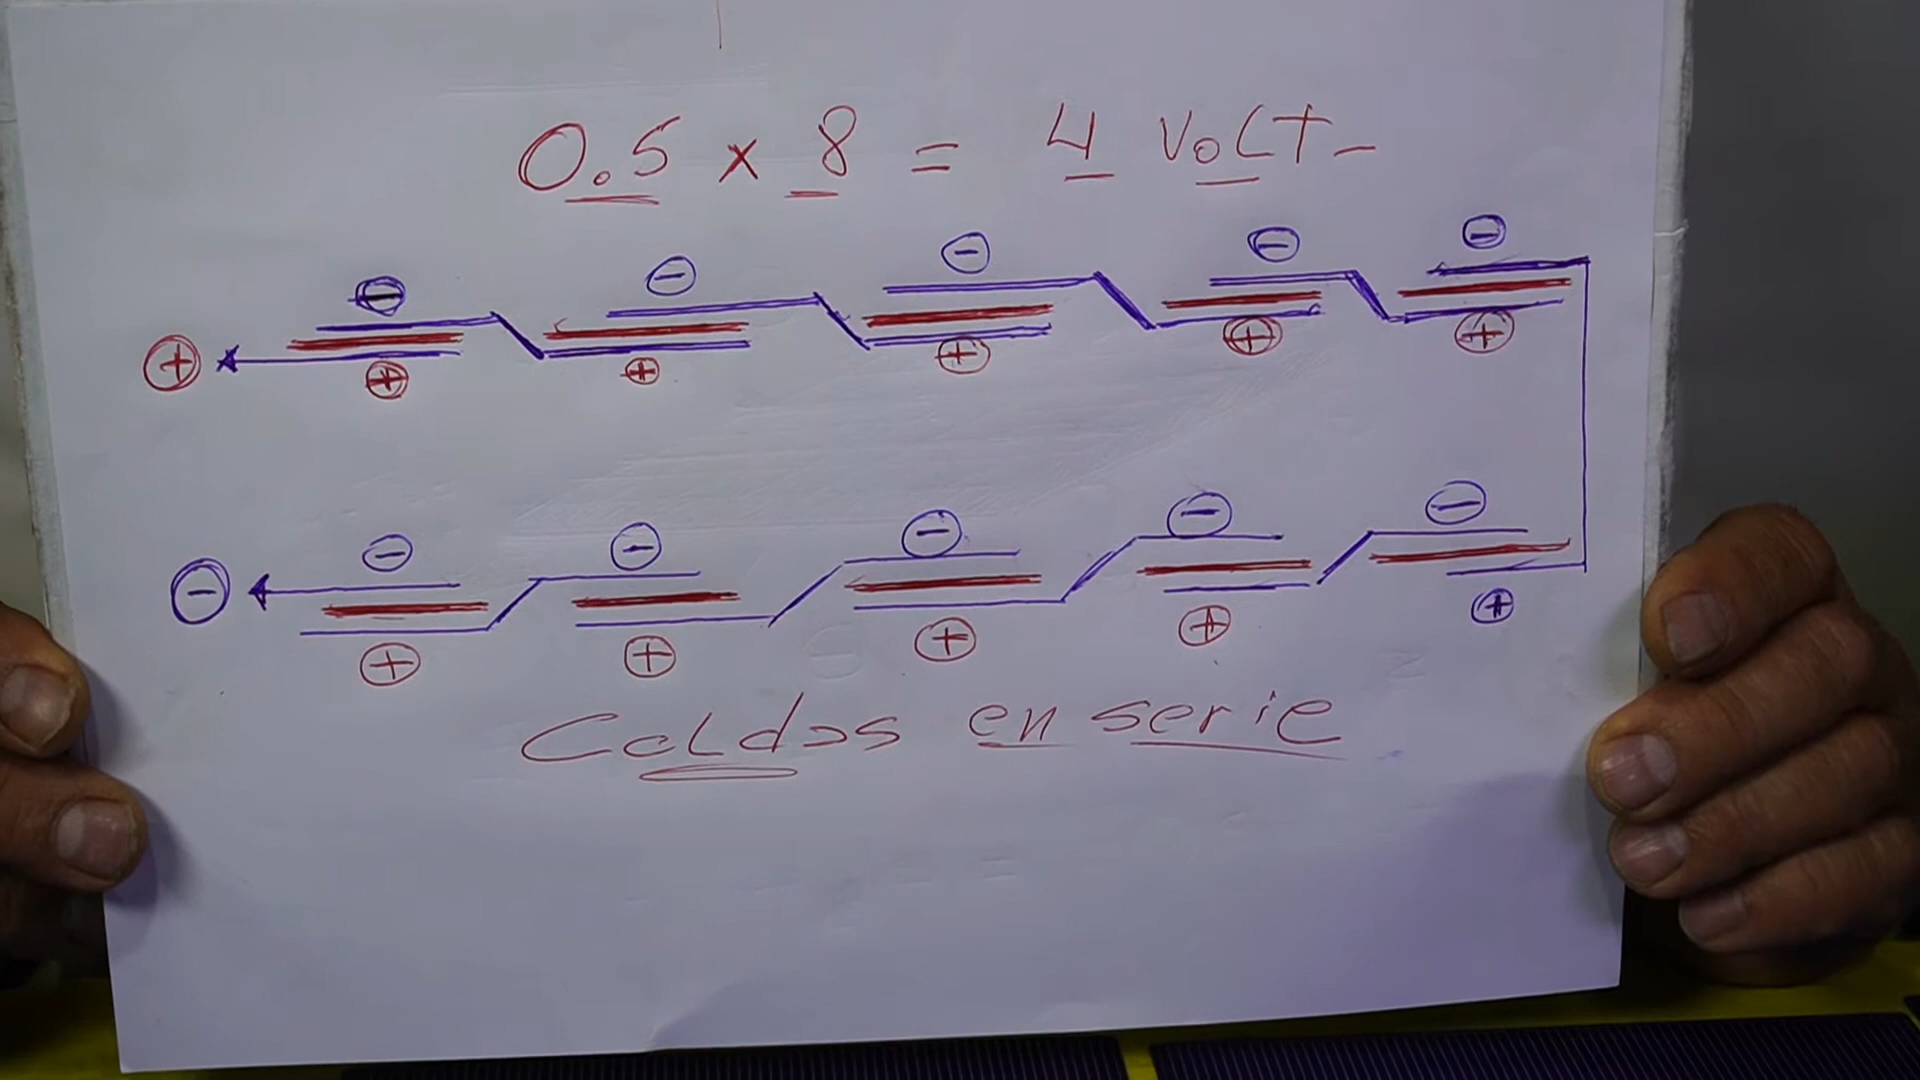 0.5 x 8 = 4 VOLT-
⊖ ⊖ ⊖ ⊖ ⊖
⊕ ⊕ ⊕ ⊕ ⊕ ⊕
⊖ ⊖ ⊖ ⊖ ⊖ ⊖
⊕ ⊕ ⊕ ⊕ ⊕
Celdas en serie